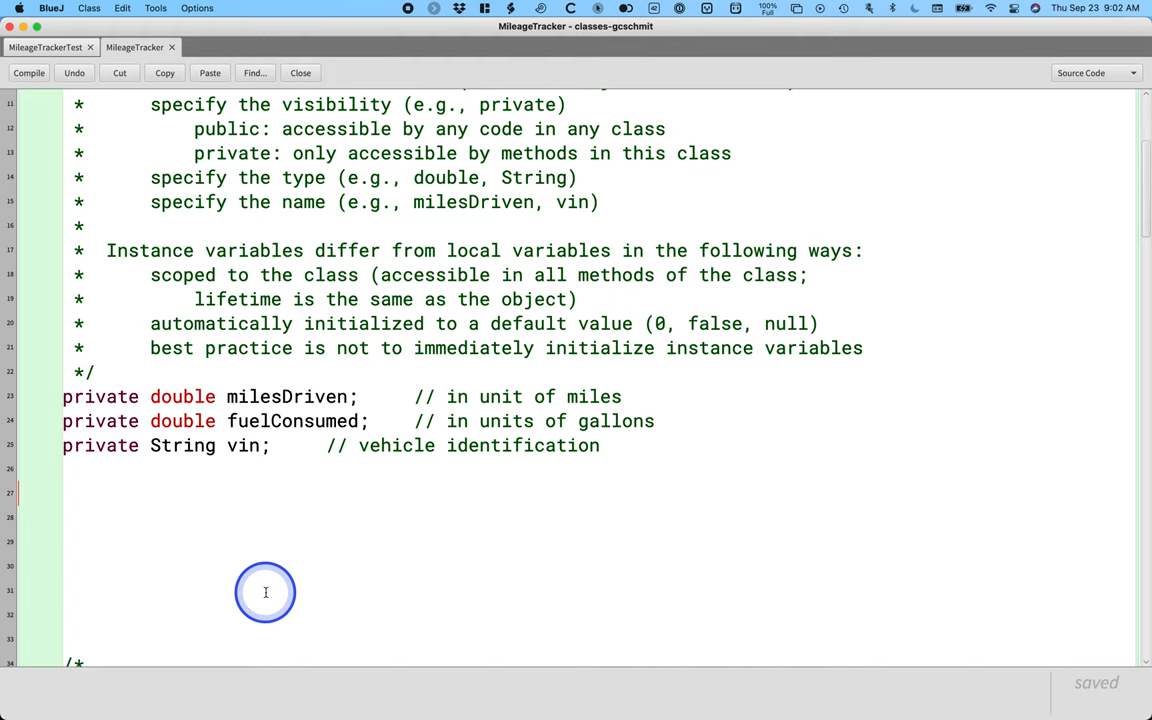 BlueJ Class Edit Tools Options 42 100% Full Thu Sep 23 9:02 AM
MileageTracker - classes-gcschmit
MileageTrackerTest MileageTracker
Compile Undo Cut Copy Paste Find... Close Source Code
11 * specify the visibility (e.g., private)
12 * public: accessible by any code in any class
13 * private: only accessible by methods in this class
14 * specify the type (e.g., double, String)
15 * specify the name (e.g., milesDriven, vin)
16 *
17 * Instance variables differ from local variables in the following ways:
18 * scoped to the class (accessible in all methods of the class;
19 * lifetime is the same as the object)
20 * automatically initialized to a default value (0, false, null)
21 * best practice is not to immediately initialize instance variables
22 */
23 private double milesDriven; // in unit of miles
24 private double fuelConsumed; // in units of gallons
25 private String vin; // vehicle identification
26
27
28
29
30
31
32
33
34 /*
saved